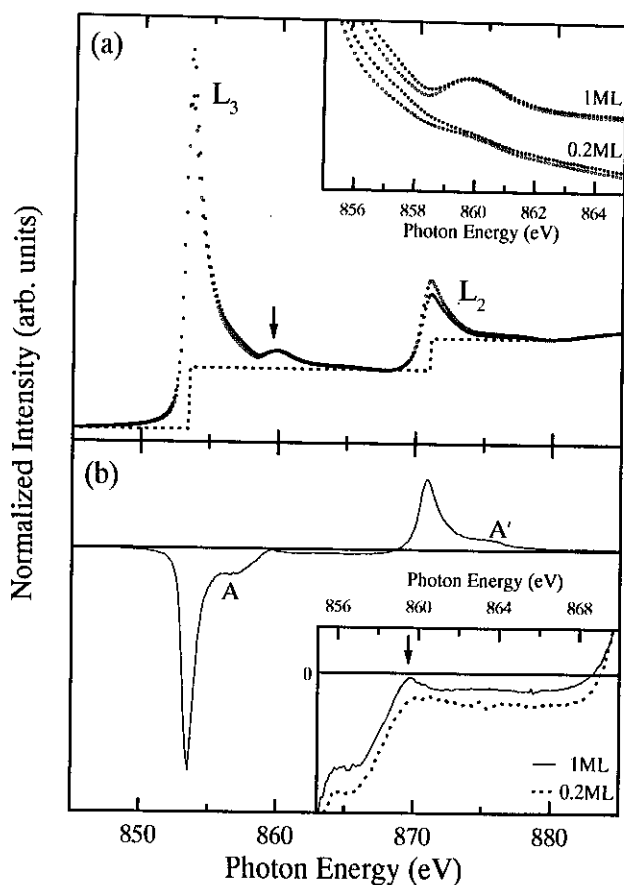 (a)
L3
L2
1ML
0.2ML
856 858 860 862 864
Photon Energy (eV)
Normalized Intensity (arb. units)
(b)
A
A'
Photon Energy (eV)
856 860 864 868
0
1ML
0.2ML
850 860 870 880
Photon Energy (eV)